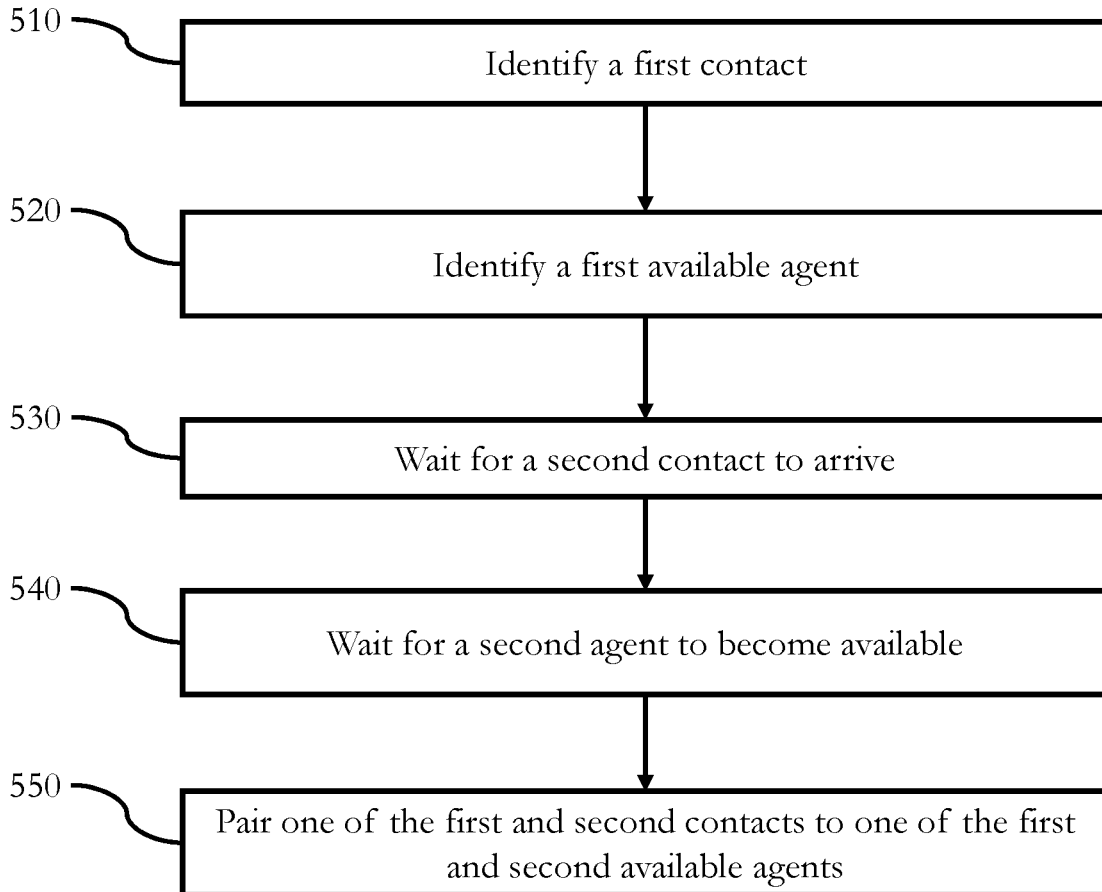 510
Identify a first contact
520
Identify a first available agent
530
Wait for a second contact to arrive
540
Wait for a second agent to become available
550
Pair one of the first and second contacts to one of the first
and second available agents